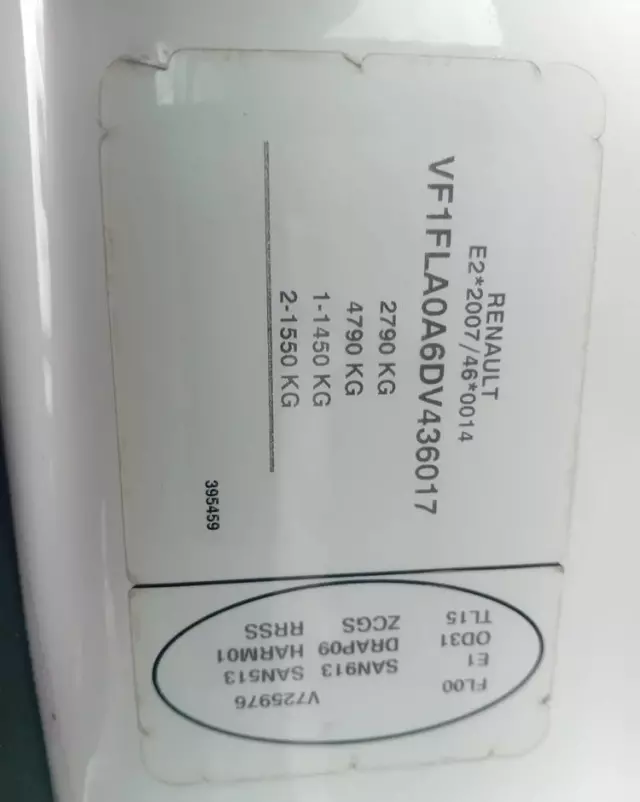 RENAULT
E2*2007/46*0014
VF1FLA0A6DV436017
2790 KG
4790 KG
1-1450 KG
2-1550 KG
395459
FL00 V725976
E1 SAN913 SAN513
OD31 DRAP09 HARM01
TL15 ZCGS RRSS